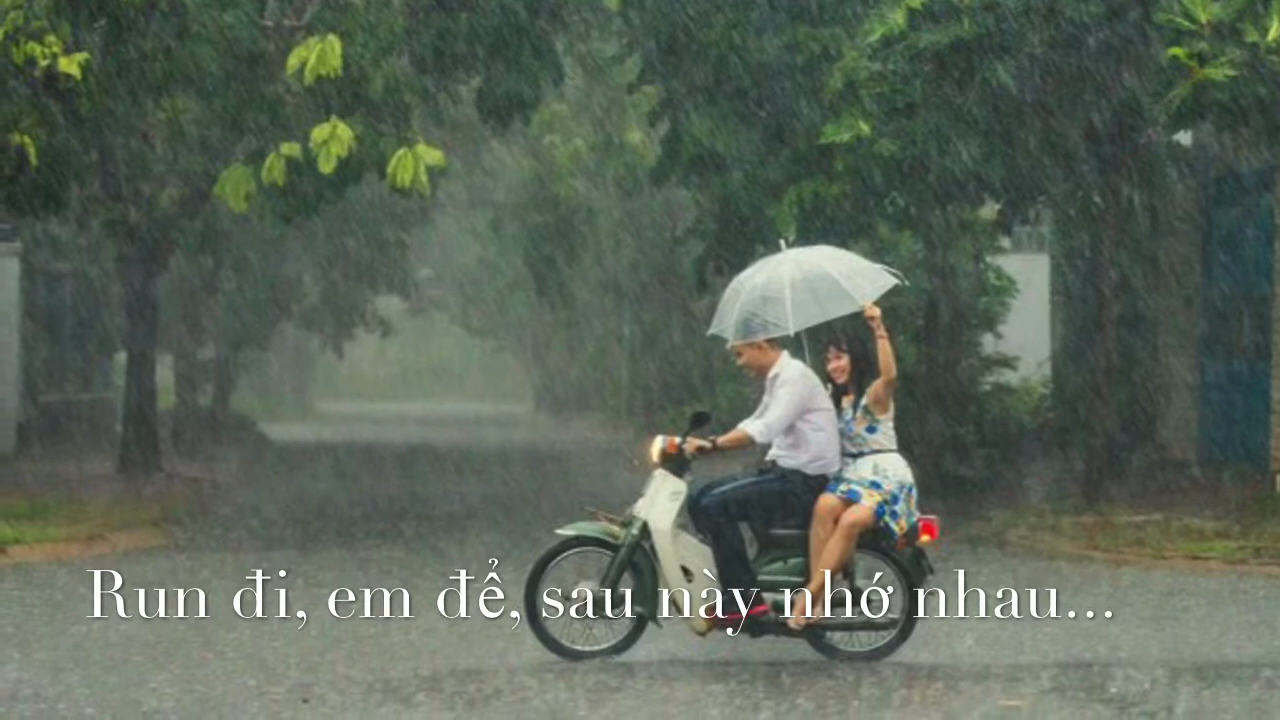 Run đi, em để, sau này nhớ nhau...